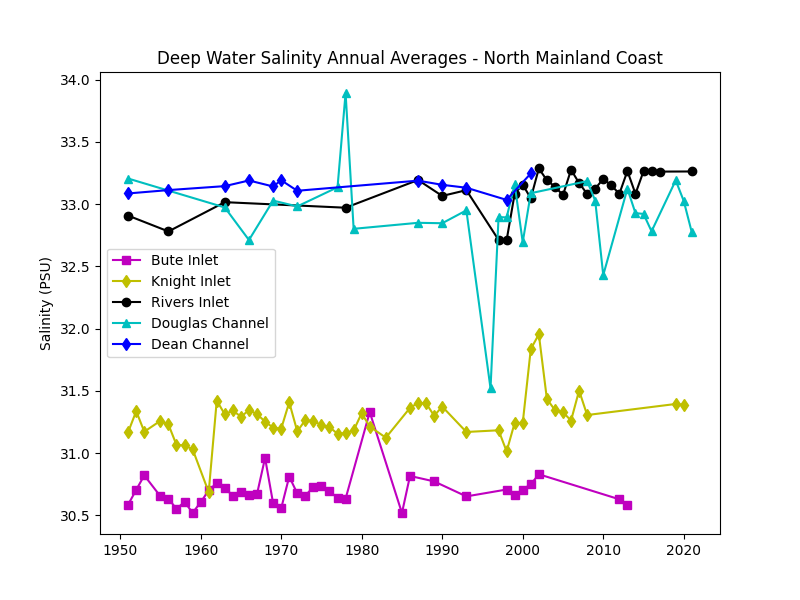 Deep Water Salinity Annual Averages - North Mainland Coast
34.0
33.5
33.0
32.5
32.0
31.5
31.0
30.5
Salinity (PSU)
Bute Inlet
Knight Inlet
Rivers Inlet
Douglas Channel
Dean Channel
1950 1960 1970 1980 1990 2000 2010 2020